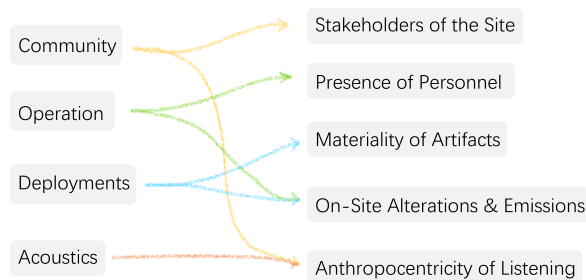 Community
Operation
Deployments
Acoustics
Stakeholders of the Site
Presence of Personnel
Materiality of Artifacts
On-Site Alterations & Emissions
Anthropocentricity of Listening